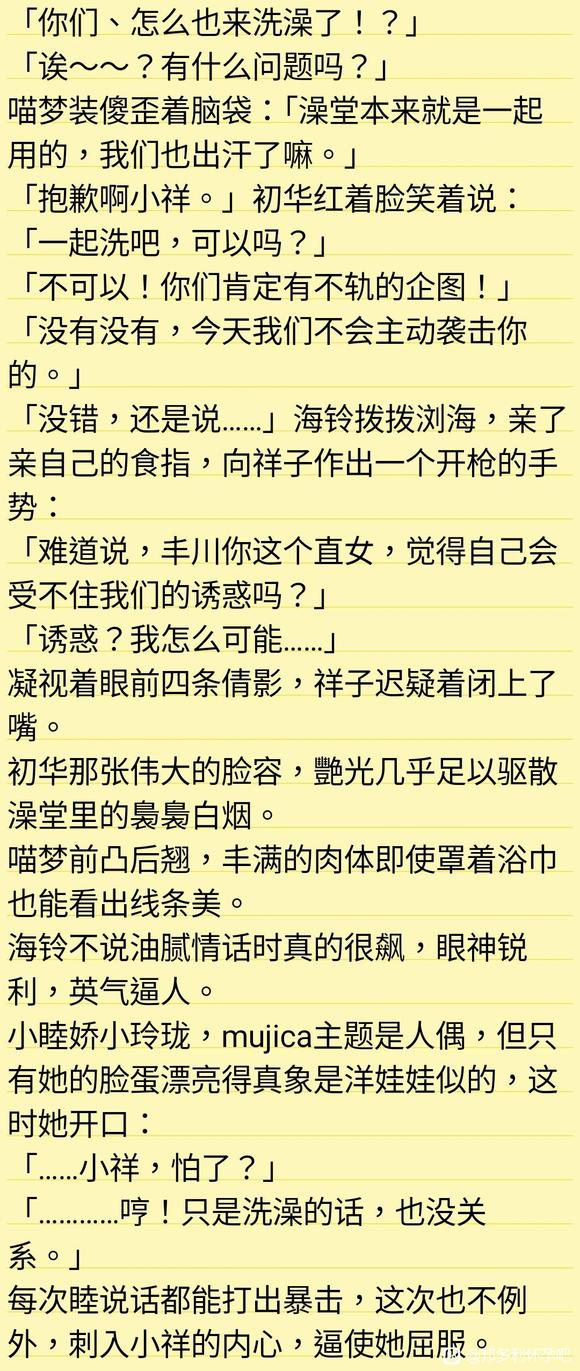 「你们、怎么也来洗澡了！？」
「诶～～？有什么问题吗？」
喵梦装傻歪着脑袋：「澡堂本来就是一起
用的，我们也出汗了嘛。」
「抱歉啊小祥。」初华红着脸笑着说：
「一起洗吧，可以吗？」
「不可以！你们肯定有不轨的企图！」
「没有没有，今天我们不会主动袭击你
的。」
「没错，还是说……」海铃拨拨浏海，亲了
亲自己的食指，向祥子作出一个开枪的手
势：
「难道说，丰川你这个直女，觉得自己会
受不住我们的诱惑吗？」
「诱惑？我怎么可能……」
凝视着眼前四条倩影，祥子迟疑着闭上了
嘴。
初华那张伟大的脸容，艷光几乎足以驱散
澡堂里的裊裊白烟。
喵梦前凸后翘，丰满的肉体即使罩着浴巾
也能看出线条美。
海铃不说油腻情话时真的很飙，眼神锐
利，英气逼人。
小睦娇小玲珑，mujica主题是人偶，但只
有她的脸蛋漂亮得真象是洋娃娃似的，这
时她开口：
「……小祥，怕了？」
「…………哼！只是洗澡的话，也没关
系。」
每次睦说话都能打出暴击，这次也不例
外，刺入小祥的内心，逼使她屈服。